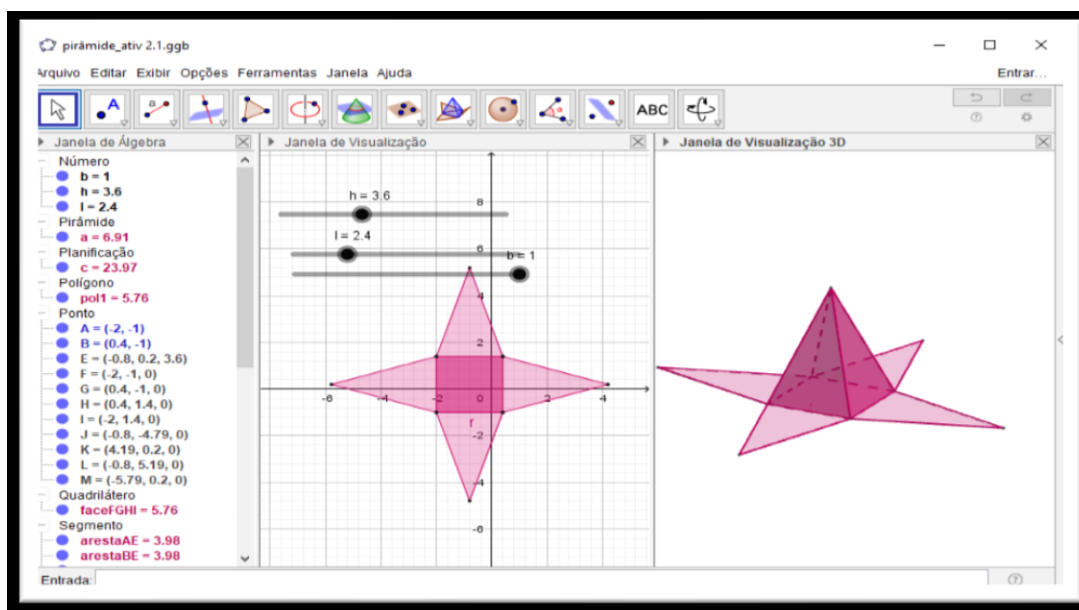 pirâmide_ativ 2.1.ggb
Arquivo Editar Exibir Opções Ferramentas Janela Ajuda
Entrar...
A
a
α
ABC
Janela de Álgebra
Número
b = 1
h = 3.6
l = 2.4
Pirâmide
a = 6.91
Planificação
c = 23.97
Polígono
pol1 = 5.76
Ponto
A = (-2, -1)
B = (0.4, -1)
E = (-0.8, 0.2, 3.6)
F = (-2, -1, 0)
G = (0.4, -1, 0)
H = (0.4, 1.4, 0)
I = (-2, 1.4, 0)
J = (-0.8, -4.79, 0)
K = (4.19, 0.2, 0)
L = (-0.8, 5.19, 0)
M = (-5.79, 0.2, 0)
Quadrilátero
faceFGHI = 5.76
Segmento
arestaAE = 3.98
arestaBE = 3.98
Janela de Visualização
h = 3.6
l = 2.4
b = 1
8
6
4
2
-6
-4
-2
0
2
4
f
-2
-4
-6
Janela de Visualização 3D
Entrada: